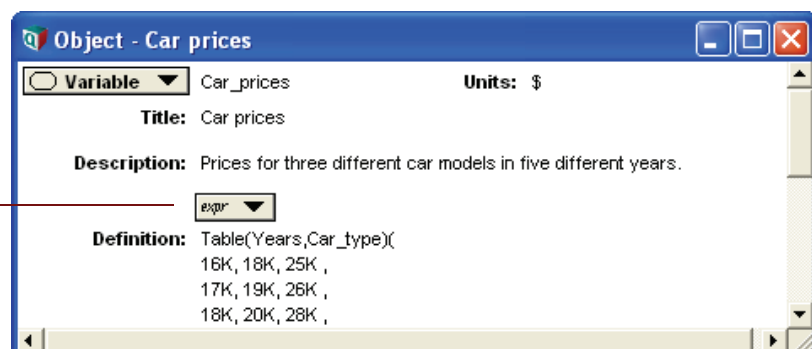 Object - Car prices
Variable Car_prices Units: $
Title: Car prices
Description: Prices for three different car models in five different years.
expr
Definition: Table(Years,Car_type)(
16K, 18K, 25K ,
17K, 19K, 26K ,
18K, 20K, 28K ,